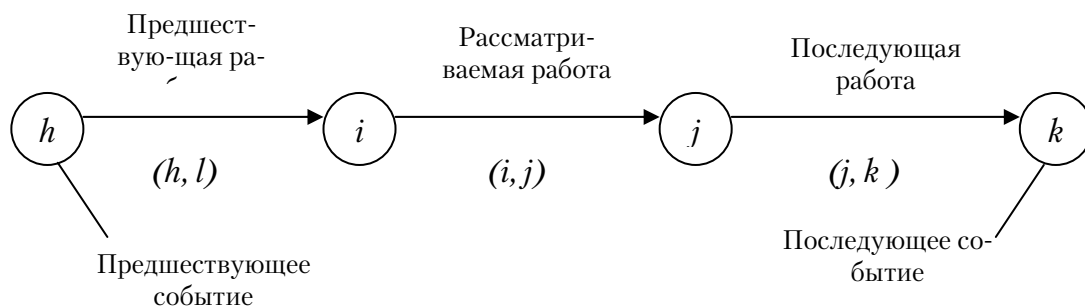 Предшест-
вую-щая ра-
Рассматри-
ваемая работа
Последующая
работа
h
i
j
k
(h, l)
(i, j)
(j, k )
Предшествующее
событие
Последующее со-
бытие